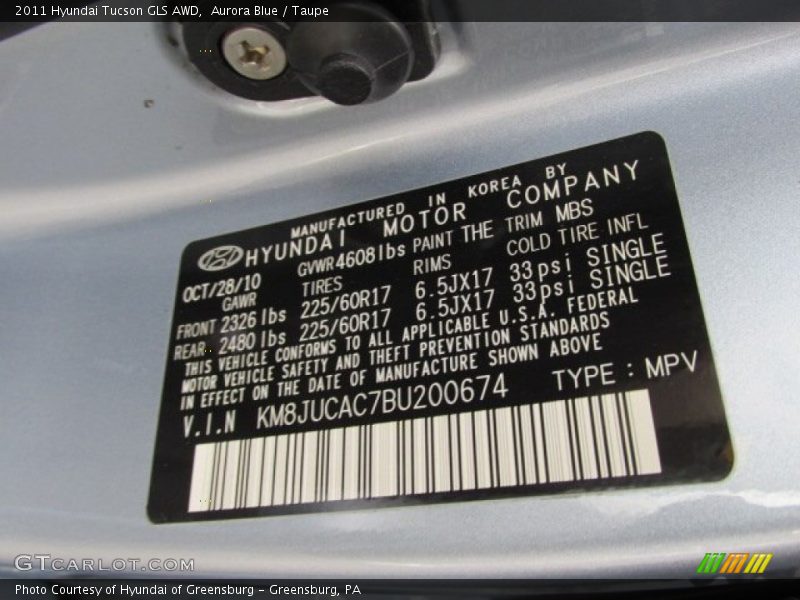 2011 Hyundai Tucson GLS AWD,  Aurora Blue / Taupe
MANUFACTURED IN KOREA BY
HYUNDAI MOTOR COMPANY
OCT/28/10 GVWR 4608lbs PAINT THE TRIM MBS
GAWR TIRES RIMS COLD TIRE INFL
FRONT 2326 lbs 225/60R17 6.5JX17 33psi SINGLE
REAR 2480 lbs 225/60R17 6.5JX17 33psi SINGLE
THIS VEHICLE CONFORMS TO ALL APPLICABLE U.S.A. FEDERAL
MOTOR VEHICLE SAFETY AND THEFT PREVENTION STANDARDS
IN EFFECT ON THE DATE OF MANUFACTURE SHOWN ABOVE
V.I.N KM8JUCAC7BU200674 TYPE : MPV
GTCARLOT.COM
Photo Courtesy of Hyundai of Greensburg - Greensburg, PA